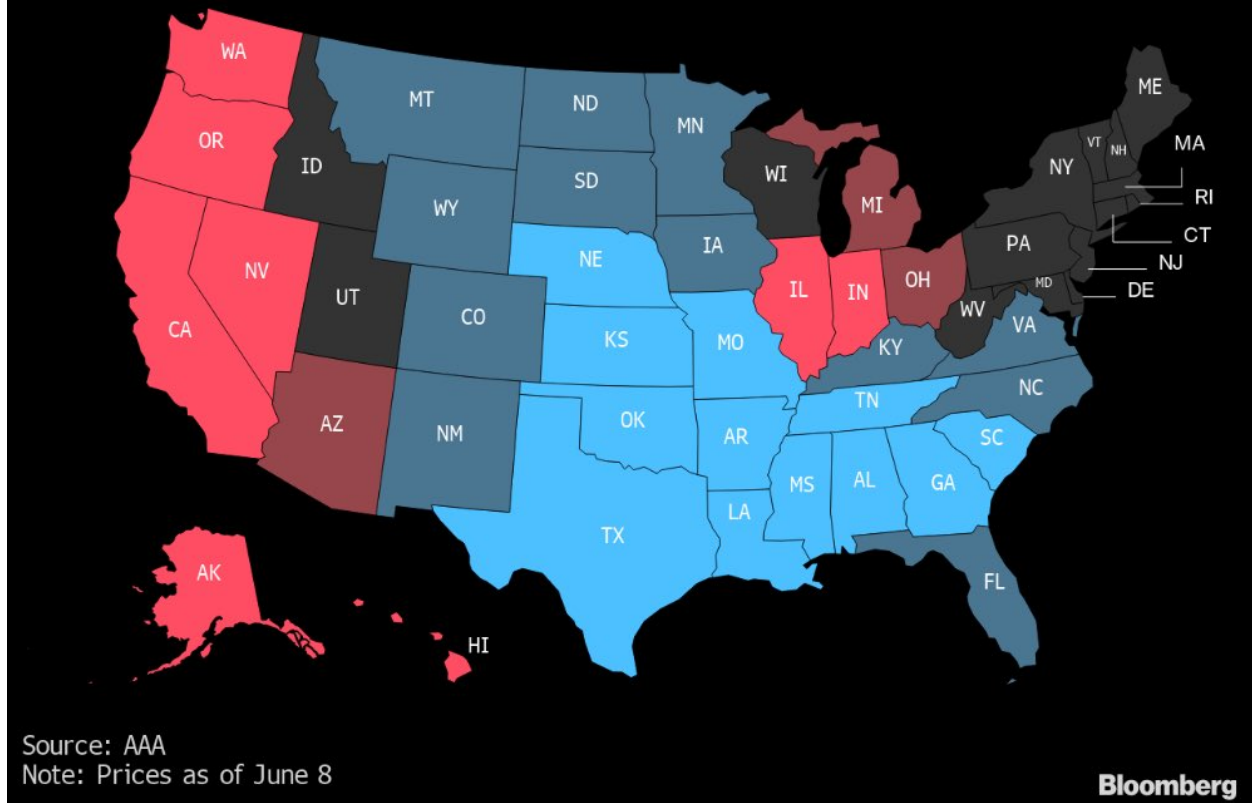 WA
MT
ND
MN
ME
OR
ID
SD
WI
NY
VT
NH
MA
WY
MI
RI
IA
PA
CT
NV
NE
IL
IN
OH
NJ
UT
MD
DE
CA
CO
KS
MO
WV
VA
KY
AZ
NM
OK
AR
TN
NC
SC
MS
AL
GA
LA
TX
AK
FL
HI
Source: AAA
Note: Prices as of June 8
Bloomberg